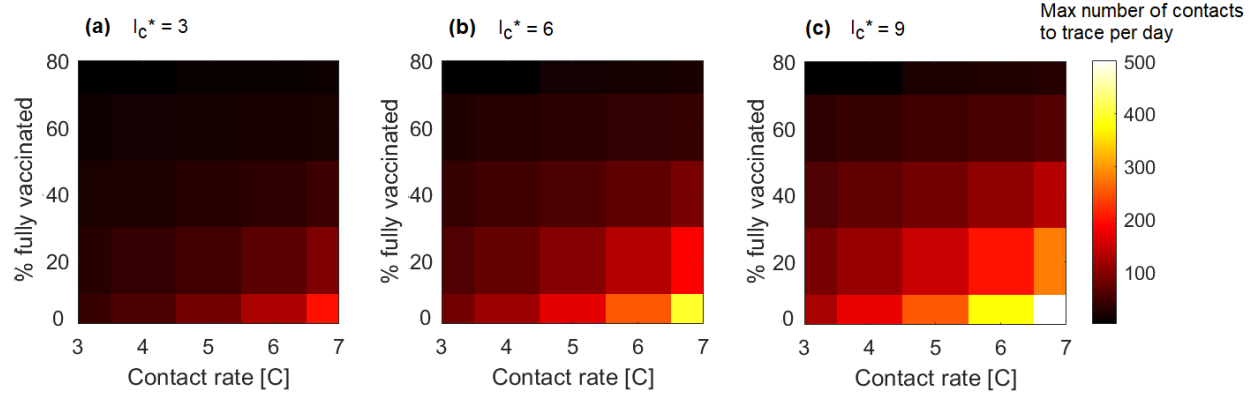 (a) I_c* = 3
(b) I_c* = 6
(c) I_c* = 9
Max number of contacts
to trace per day
80
60
40
20
0
% fully vaccinated
3 4 5 6 7
Contact rate [C]
80
60
40
20
0
% fully vaccinated
3 4 5 6 7
Contact rate [C]
80
60
40
20
0
% fully vaccinated
3 4 5 6 7
Contact rate [C]
500
400
300
200
100